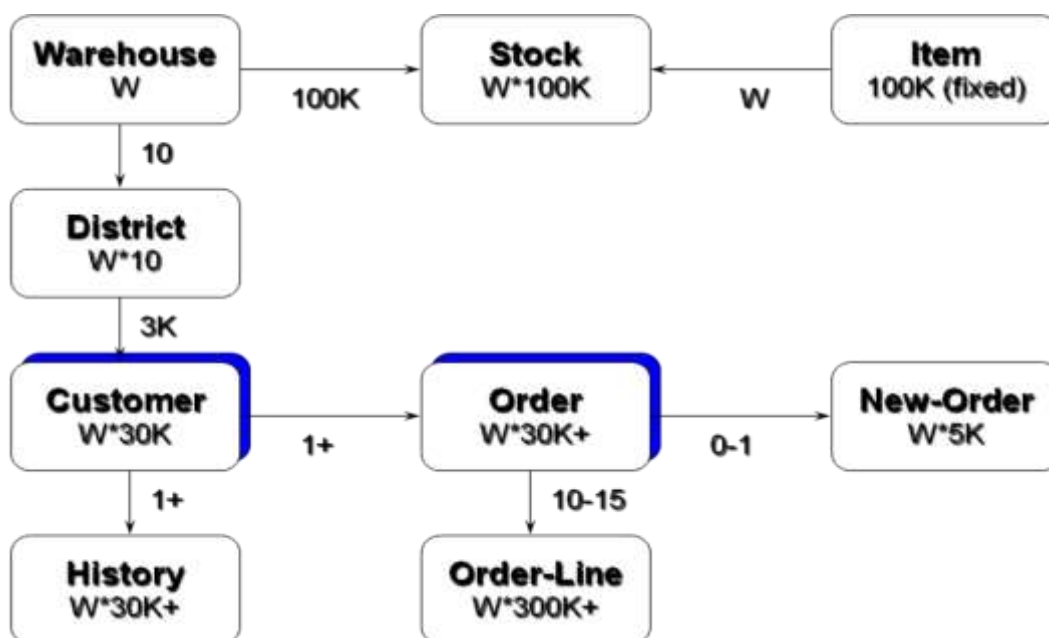 Warehouse
W
100K
Stock
W*100K
W
Item
100K (fixed)
10
District
W*10
3K
Customer
W*30K
1+
Order
W*30K+
0-1
New-Order
W*5K
1+
10-15
History
W*30K+
Order-Line
W*300K+